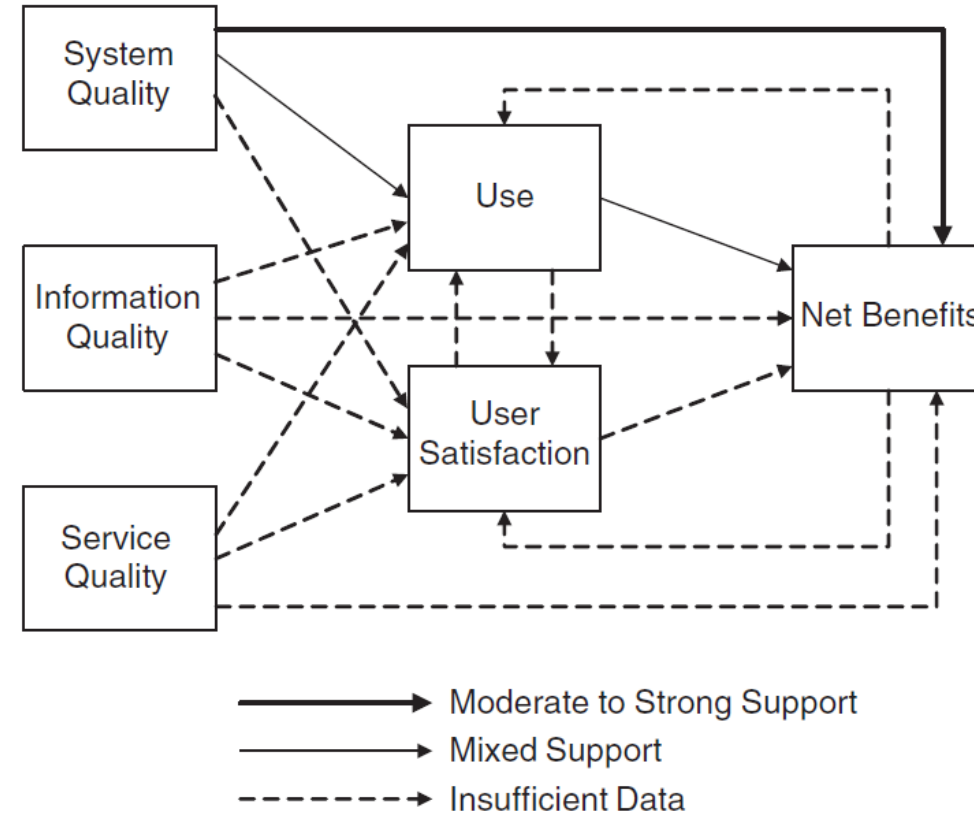 System
Quality
Use
Information
Quality
Net Benefits
User
Satisfaction
Service
Quality
Moderate to Strong Support
Mixed Support
Insufficient Data